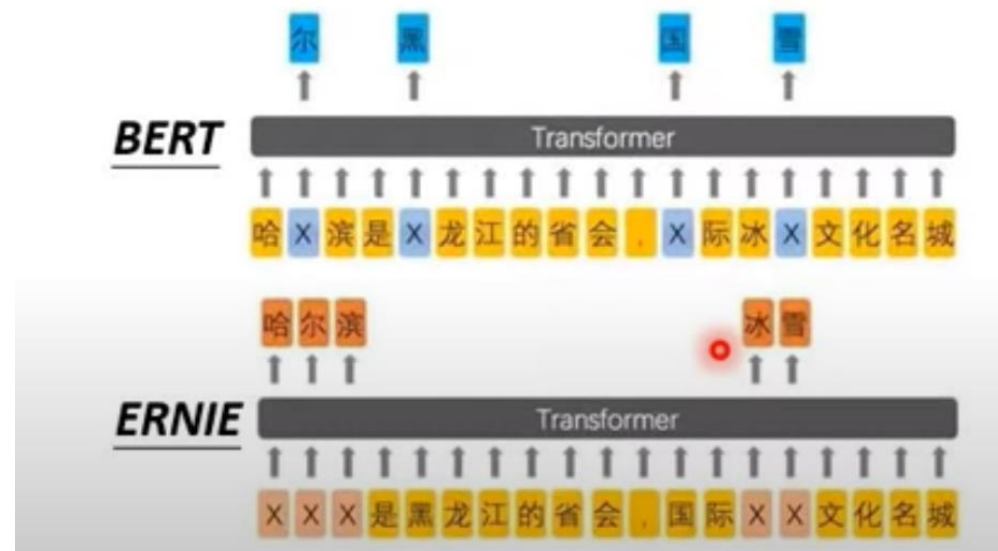 尔 黑 国 雪
BERT
Transformer
哈 X 滨 是 X 龙 江 的 省 会 , X 际 冰 X 文 化 名 城
哈 尔 滨 冰 雪
ERNIE
Transformer
X X X 是 黑 龙 江 的 省 会 , 国 际 X X 文 化 名 城